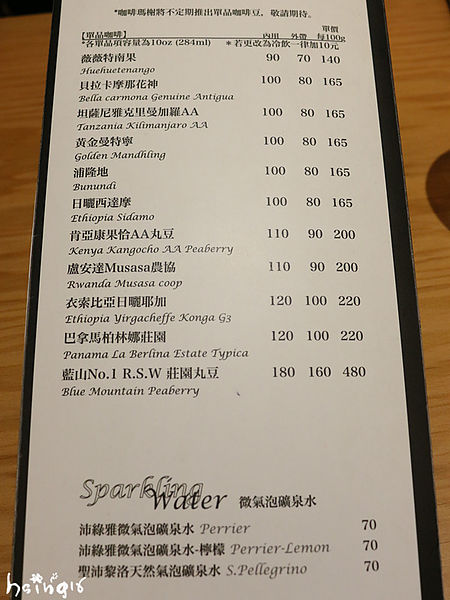 *咖啡瑪榭將不定期推出單品咖啡豆，敬請期待。
【單品咖啡】 內用 外帶 單價 每100g
*各單品項容量為10oz (284ml) *若更改為冷飲一律加10元
薇薇特南果 90 70 140
Huehuetenango
貝拉卡摩那花神 100 80 165
Bella carmona Genuine Antigua
坦薩尼雅克里曼加羅AA 100 80 165
Tanzania Kilimanjaro AA
黃金曼特寧 100 80 165
Golden Mandhling
浦隆地 100 80 165
Burundi
日曬西達摩 100 80 165
Ethiopia Sidamo
肯亞康果恰AA丸豆 110 90 200
Kenya Kangocho AA Peaberry
盧安達Musasa農協 110 90 200
Rwanda Musasa coop
衣索比亞日曬耶加 120 100 220
Ethiopia Yirgacheffe Konga G3
巴拿馬柏林娜莊園 120 100 220
Panama La Berlina Estate Typica
藍山No.1 R.S.W 莊園丸豆 180 160 480
Blue Mountain Peaberry
Sparkling
Water 微氣泡礦泉水
沛綠雅微氣泡礦泉水 Perrier 70
沛綠雅微氣泡礦泉水-檸檬 Perrier-Lemon 70
聖沛黎洛天然氣泡礦泉水 S.Pellegrino 70
hsing18